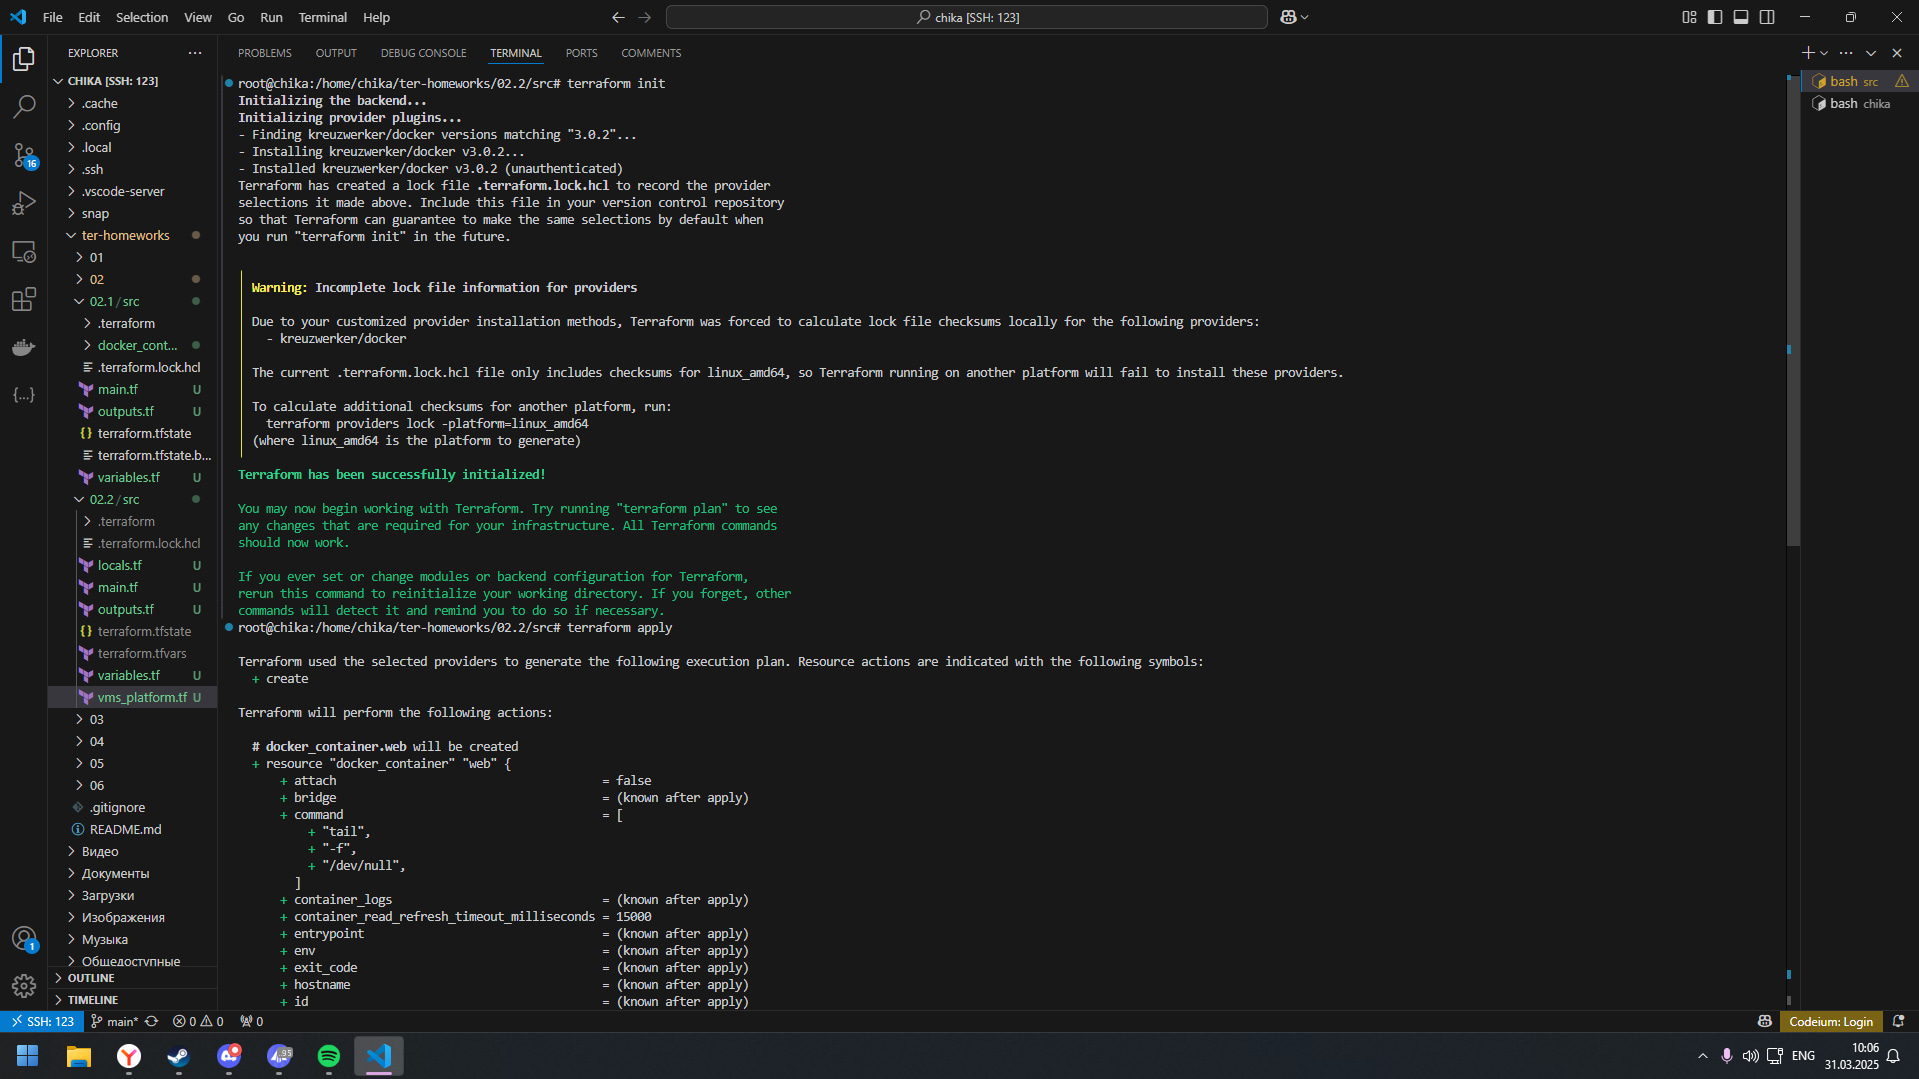 File Edit Selection View Go Run Terminal Help
chika [SSH: 123]
EXPLORER
CHIKA [SSH: 123]
.cache
.config
.local
.ssh
.vscode-server
snap
ter-homeworks
01
02
02.1 / src
.terraform
docker_cont...
.terraform.lock.hcl
main.tf U
outputs.tf U
terraform.tfstate
terraform.tfstate.b...
variables.tf U
02.2 / src
.terraform
.terraform.lock.hcl
locals.tf U
main.tf U
outputs.tf U
terraform.tfstate
terraform.tfvars
variables.tf U
vms_platform.tf U
03
04
05
06
.gitignore
README.md
Видео
Документы
Загрузки
Изображения
Музыка
Общедоступные
OUTLINE
TIMELINE
16
1
PROBLEMS OUTPUT DEBUG CONSOLE TERMINAL PORTS COMMENTS
root@chika:/home/chika/ter-homeworks/02.2/src# terraform init
Initializing the backend...
Initializing provider plugins...
- Finding kreuzwerker/docker versions matching "3.0.2"...
- Installing kreuzwerker/docker v3.0.2...
- Installed kreuzwerker/docker v3.0.2 (unauthenticated)
Terraform has created a lock file .terraform.lock.hcl to record the provider
selections it made above. Include this file in your version control repository
so that Terraform can guarantee to make the same selections by default when
you run "terraform init" in the future.
Warning: Incomplete lock file information for providers
Due to your customized provider installation methods, Terraform was forced to calculate lock file checksums locally for the following providers:
- kreuzwerker/docker
The current .terraform.lock.hcl file only includes checksums for linux_amd64, so Terraform running on another platform will fail to install these providers.
To calculate additional checksums for another platform, run:
terraform providers lock -platform=linux_amd64
(where linux_amd64 is the platform to generate)
Terraform has been successfully initialized!
You may now begin working with Terraform. Try running "terraform plan" to see
any changes that are required for your infrastructure. All Terraform commands
should now work.
If you ever set or change modules or backend configuration for Terraform,
rerun this command to reinitialize your working directory. If you forget, other
commands will detect it and remind you to do so if necessary.
root@chika:/home/chika/ter-homeworks/02.2/src# terraform apply
Terraform used the selected providers to generate the following execution plan. Resource actions are indicated with the following symbols:
+ create
Terraform will perform the following actions:
# docker_container.web will be created
+ resource "docker_container" "web" {
+ attach = false
+ bridge = (known after apply)
+ command = [
+ "tail",
+ "-f",
+ "/dev/null",
]
+ container_logs = (known after apply)
+ container_read_refresh_timeout_milliseconds = 15000
+ entrypoint = (known after apply)
+ env = (known after apply)
+ exit_code = (known after apply)
+ hostname = (known after apply)
+ id = (known after apply)
bash src
bash chika
SSH: 123 main* 0 0 0
Codeium: Login
95
ENG
10:06
31.03.2025